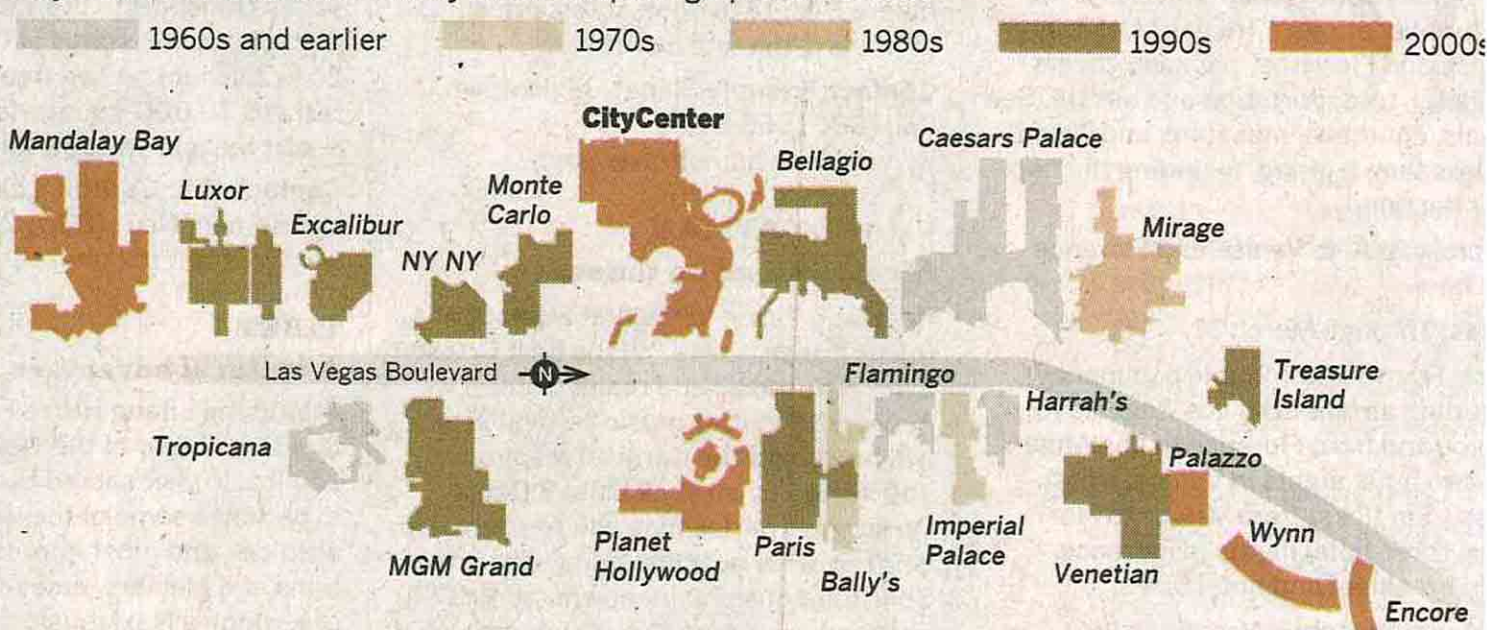 1960s and earlier
1970s
1980s
1990s
2000s
CityCenter
Mandalay Bay
Caesars Palace
Bellagio
Luxor
Monte
Carlo
Excalibur
Mirage
NY NY
Las Vegas Boulevard
N
Flamingo
Treasure
Island
Harrah's
Tropicana
Palazzo
Imperial
Palace
Wynn
Planet
Hollywood
Paris
MGM Grand
Venetian
Bally's
Encore